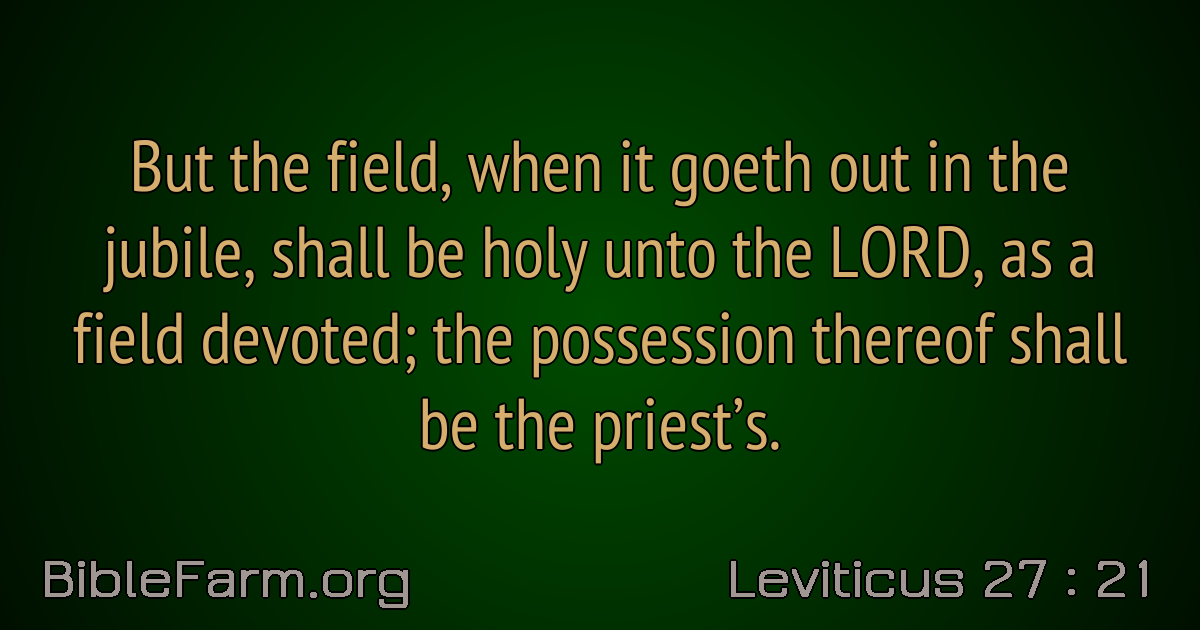 But the field, when it goeth out in the
jubile, shall be holy unto the LORD, as a
field devoted; the possession thereof shall
be the priest’s.
BibleFarm.org
Leviticus 27 : 21